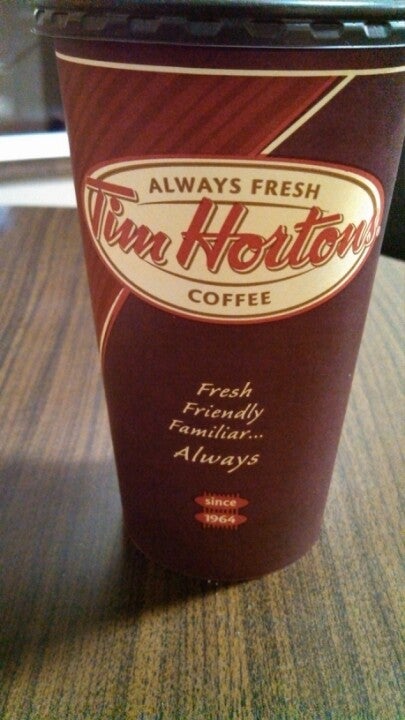 ALWAYS FRESH
Tim Hortons
COFFEE
Fresh
Friendly
Familiar...
Always
since
1964